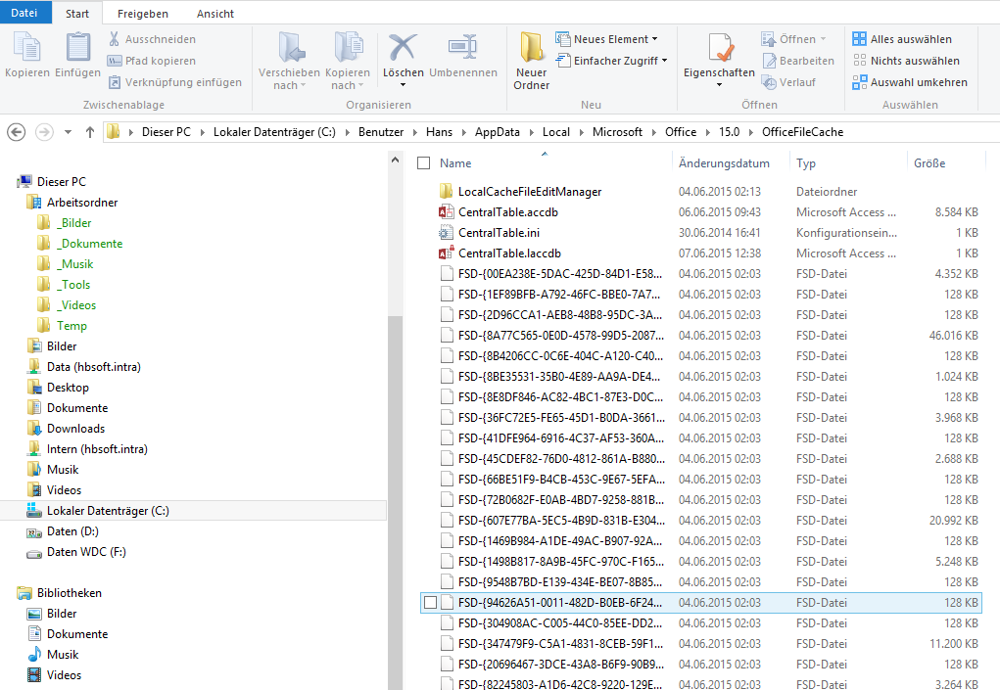 Datei Start Freigeben Ansicht
Kopieren Einfügen Ausschneiden
Pfad kopieren
Verknüpfung einfügen
Zwischenablage
Verschieben nach Kopieren nach Löschen Umbenennen
Organisieren
Neuer Ordner Neues Element
Einfacher Zugriff
Neu
Eigenschaften Öffnen
Bearbeiten
Verlauf
Öffnen
Alles auswählen
Nichts auswählen
Auswahl umkehren
Auswählen
Dieser PC Lokaler Datenträger (C:) Benutzer Hans AppData Local Microsoft Office 15.0 OfficeFileCache
Dieser PC
Arbeitsordner
_Bilder
_Dokumente
_Musik
_Tools
_Videos
Temp
Bilder
Data (hbsoft.intra)
Desktop
Dokumente
Downloads
Intern (hbsoft.intra)
Musik
Videos
Lokaler Datenträger (C:)
Daten (D:)
Daten WDC (F:)
Bibliotheken
Bilder
Dokumente
Musik
Videos
Name Änderungsdatum Typ Größe
LocalCacheFileEditManager 04.06.2015 02:13 Dateiordner
CentralTable.accdb 06.06.2015 09:43 Microsoft Access ... 8.584 KB
CentralTable.ini 30.06.2014 16:41 Konfigurationsein... 1 KB
CentralTable.laccdb 07.06.2015 12:38 Microsoft Access ... 1 KB
FSD-{00EA238E-5DAC-425D-84D1-E58... 04.06.2015 02:03 FSD-Datei 4.352 KB
FSD-{1EF89BFB-A792-46FC-BBE0-7A7... 04.06.2015 02:03 FSD-Datei 128 KB
FSD-{2D96CCA1-AEB8-48B8-95DC-3A... 04.06.2015 02:03 FSD-Datei 128 KB
FSD-{8A77C565-0E0D-4578-99D5-2087... 04.06.2015 02:03 FSD-Datei 46.016 KB
FSD-{8B4206CC-0C6E-404C-A120-C40... 04.06.2015 02:03 FSD-Datei 128 KB
FSD-{8BE35531-35B0-4E89-AA9A-DE4... 04.06.2015 02:03 FSD-Datei 1.024 KB
FSD-{8E8DF846-AC82-4BC1-87E3-D0C... 04.06.2015 02:03 FSD-Datei 128 KB
FSD-{36FC72E5-FE65-45D1-B0DA-3661... 04.06.2015 02:03 FSD-Datei 3.968 KB
FSD-{41DFE964-6916-4C37-AF53-360A... 04.06.2015 02:03 FSD-Datei 128 KB
FSD-{45CDEF82-76D0-4812-861A-B880... 04.06.2015 02:03 FSD-Datei 2.688 KB
FSD-{66BE51F9-B4CB-453C-9E67-5EFA... 04.06.2015 02:03 FSD-Datei 128 KB
FSD-{72B0682F-E0AB-4BD7-9258-881B... 04.06.2015 02:03 FSD-Datei 128 KB
FSD-{607E77BA-5EC5-4B9D-831B-E304... 04.06.2015 02:03 FSD-Datei 20.992 KB
FSD-{1469B984-A1DE-49AC-B907-92A... 04.06.2015 02:03 FSD-Datei 128 KB
FSD-{1498B817-8A9B-45FC-970C-F165... 04.06.2015 02:03 FSD-Datei 5.248 KB
FSD-{9548B7BD-E139-434E-BE07-8B85... 04.06.2015 02:03 FSD-Datei 128 KB
FSD-{94626A51-0011-482D-B0EB-6F24... 04.06.2015 02:03 FSD-Datei 128 KB
FSD-{304908AC-C005-44C0-85EE-DD2... 04.06.2015 02:03 FSD-Datei 128 KB
FSD-{347479F9-C5A1-4831-8CEB-59F1... 04.06.2015 02:03 FSD-Datei 11.200 KB
FSD-{20696467-3DCE-43A8-B6F9-90B9... 04.06.2015 02:03 FSD-Datei 128 KB
FSD-{82245803-A1D6-42C8-9220-129E... 04.06.2015 02:03 FSD-Datei 3.264 KB